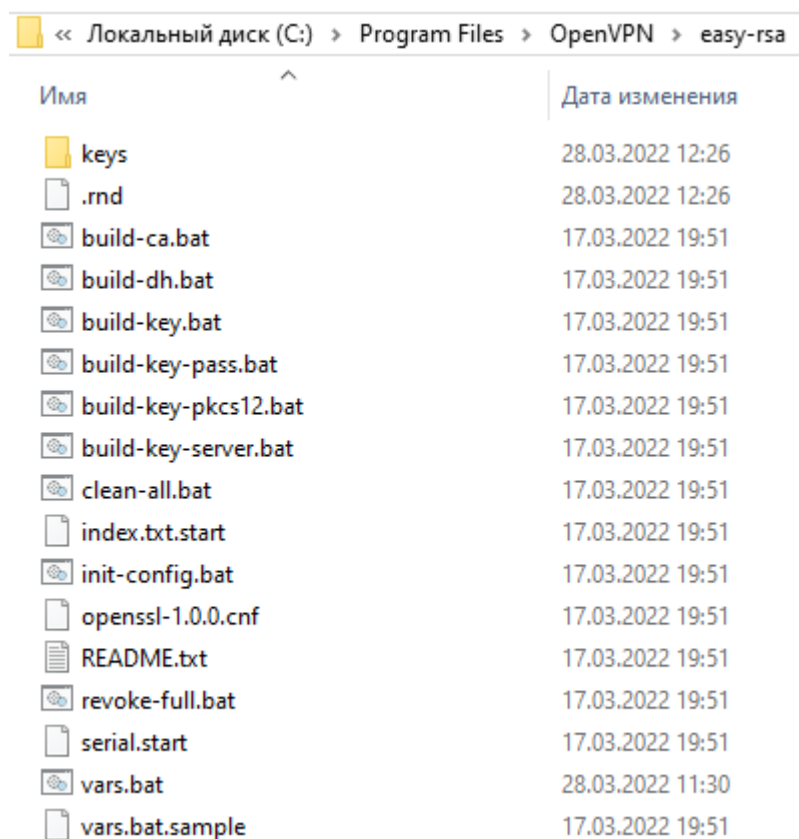 « Локальный диск (C:) > Program Files > OpenVPN > easy-rsa
Имя Дата изменения
keys 28.03.2022 12:26
.rnd 28.03.2022 12:26
build-ca.bat 17.03.2022 19:51
build-dh.bat 17.03.2022 19:51
build-key.bat 17.03.2022 19:51
build-key-pass.bat 17.03.2022 19:51
build-key-pkcs12.bat 17.03.2022 19:51
build-key-server.bat 17.03.2022 19:51
clean-all.bat 17.03.2022 19:51
index.txt.start 17.03.2022 19:51
init-config.bat 17.03.2022 19:51
openssl-1.0.0.cnf 17.03.2022 19:51
README.txt 17.03.2022 19:51
revoke-full.bat 17.03.2022 19:51
serial.start 17.03.2022 19:51
vars.bat 28.03.2022 11:30
vars.bat.sample 17.03.2022 19:51